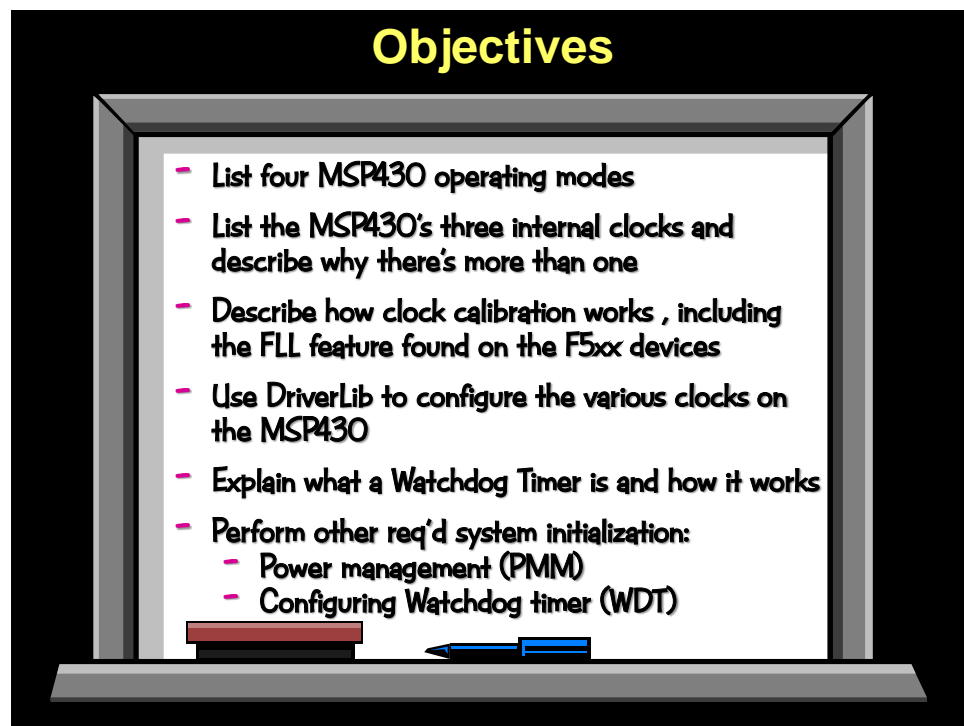 Objectives
- List four MSP430 operating modes
- List the MSP430's three internal clocks and
describe why there's more than one
- Describe how clock calibration works , including
the FLL feature found on the F5xx devices
- Use DriverLib to configure the various clocks on
the MSP430
- Explain what a Watchdog Timer is and how it works
- Perform other req'd system initialization:
- Power management (PMM)
- Configuring Watchdog timer (WDT)